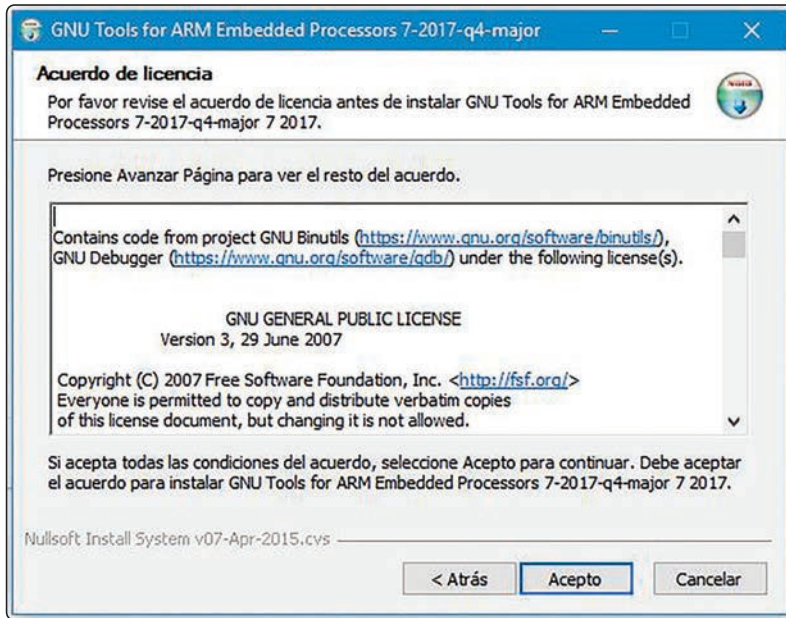 GNU Tools for ARM Embedded Processors 7-2017-q4-major
Acuerdo de licencia
Por favor revise el acuerdo de licencia antes de instalar GNU Tools for ARM Embedded
Processors 7-2017-q4-major 7 2017.
Presione Avanzar Página para ver el resto del acuerdo.
Contains code from project GNU Binutils (https://www.gnu.org/software/binutils/),
GNU Debugger (https://www.gnu.org/software/gdb/) under the following license(s).
GNU GENERAL PUBLIC LICENSE
Version 3, 29 June 2007
Copyright (C) 2007 Free Software Foundation, Inc. <http://fsf.org/>
Everyone is permitted to copy and distribute verbatim copies
of this license document, but changing it is not allowed.
Si acepta todas las condiciones del acuerdo, seleccione Acepto para continuar. Debe aceptar
el acuerdo para instalar GNU Tools for ARM Embedded Processors 7-2017-q4-major 7 2017.
Nullsoft Install System v07-Apr-2015.cvs
< Atrás Acepto Cancelar